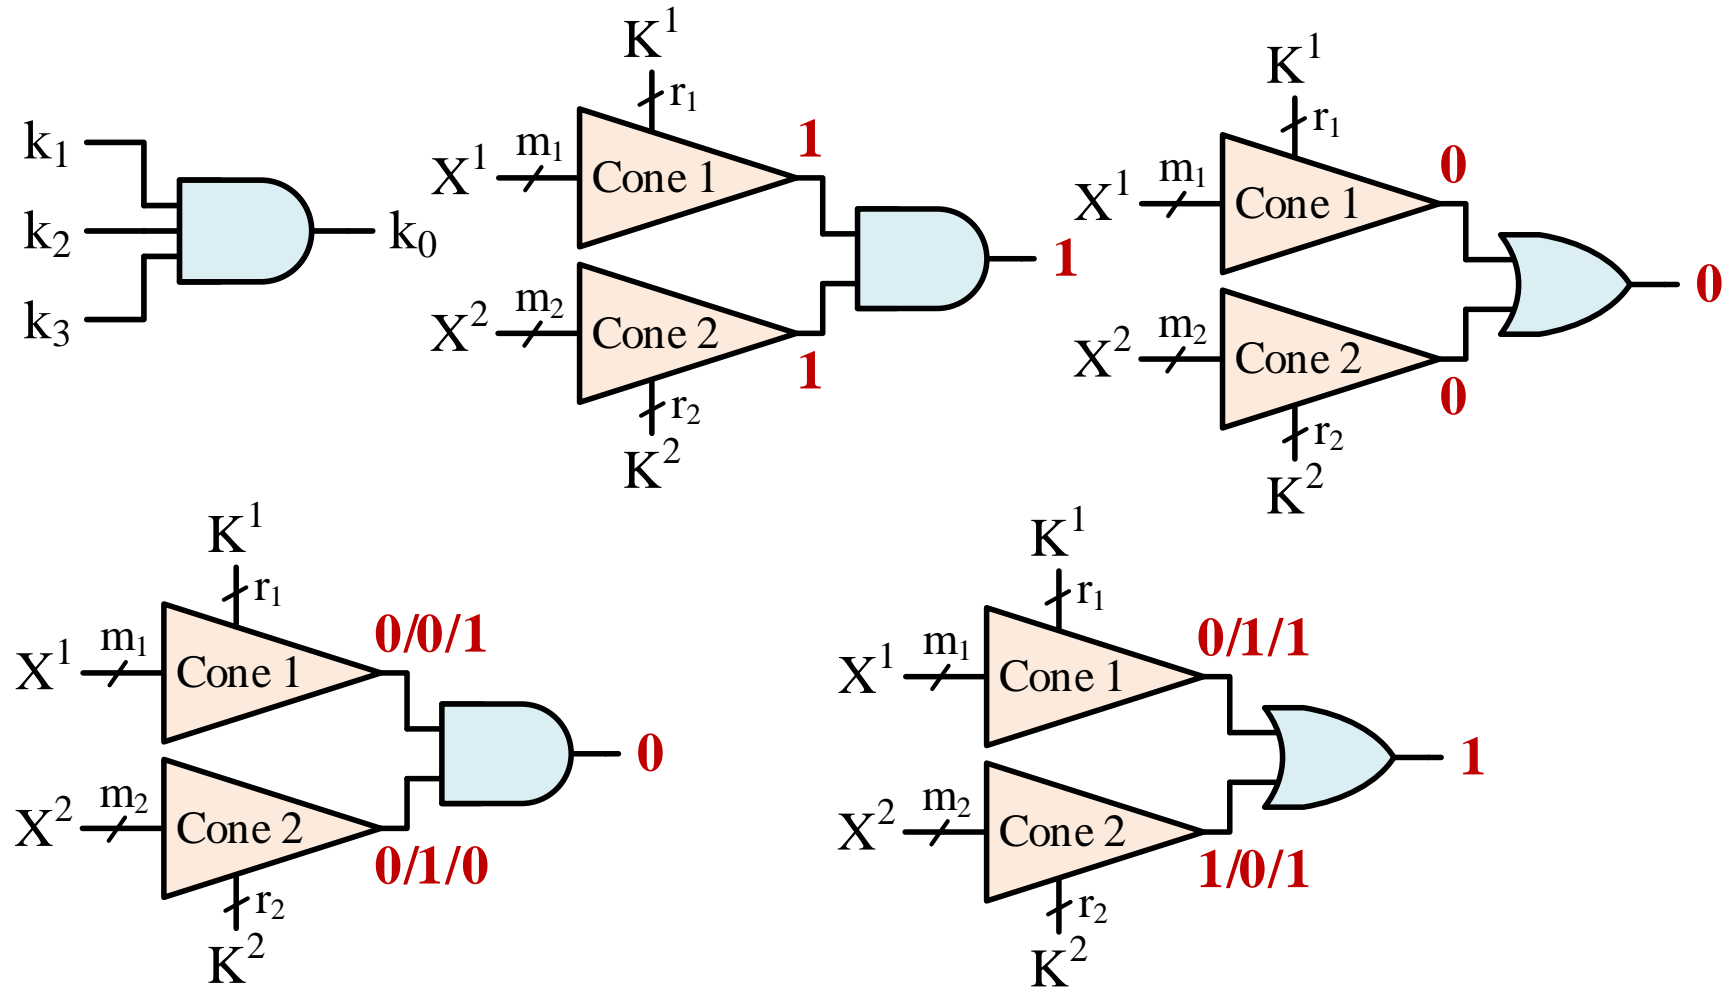 k₁
k₂
k₃
k₀
K¹
r₁
X¹
m₁
Cone 1
1
X²
m₂
Cone 2
1
r₂
K²
1
K¹
r₁
X¹
m₁
Cone 1
0
X²
m₂
Cone 2
0
r₂
K²
0
K¹
r₁
X¹
m₁
Cone 1
0/0/1
X²
m₂
Cone 2
0/1/0
r₂
K²
0
K¹
r₁
X¹
m₁
Cone 1
0/1/1
X²
m₂
Cone 2
1/0/1
r₂
K²
1